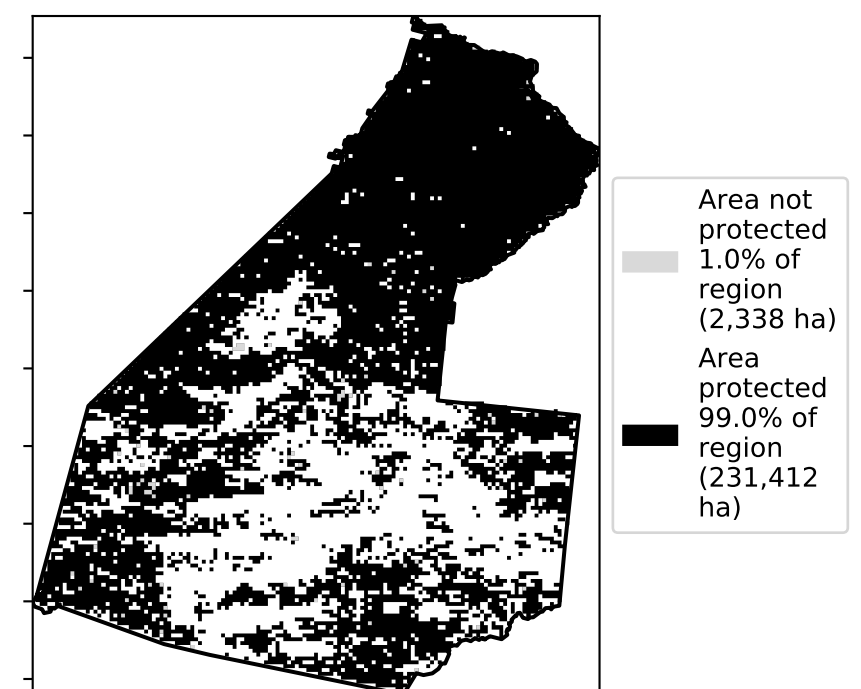 Area not
protected
1.0% of
region
(2,338 ha)
Area
protected
99.0% of
region
(231,412
ha)